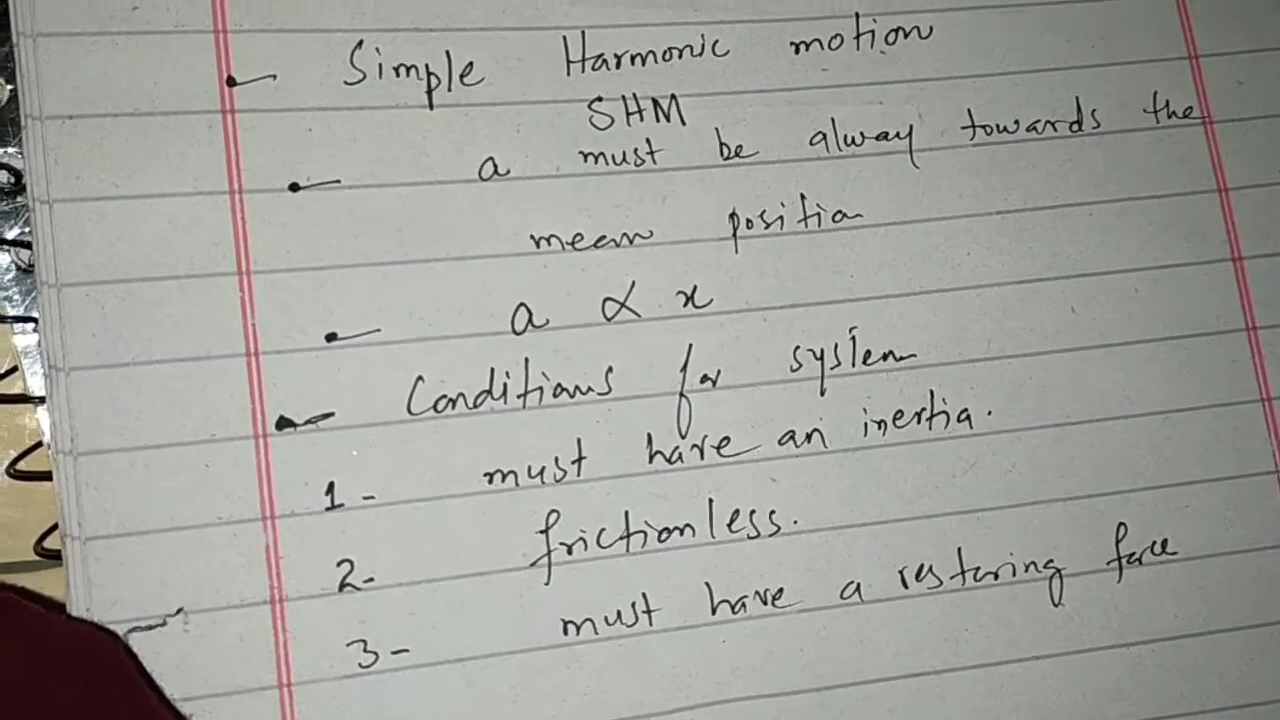 Simple Harmonic motion
SHM
a must be alway towards the
mean position
a ∝ x
Conditions for system
1- must have an inertia.
2- frictionless.
3- must have a restoring force